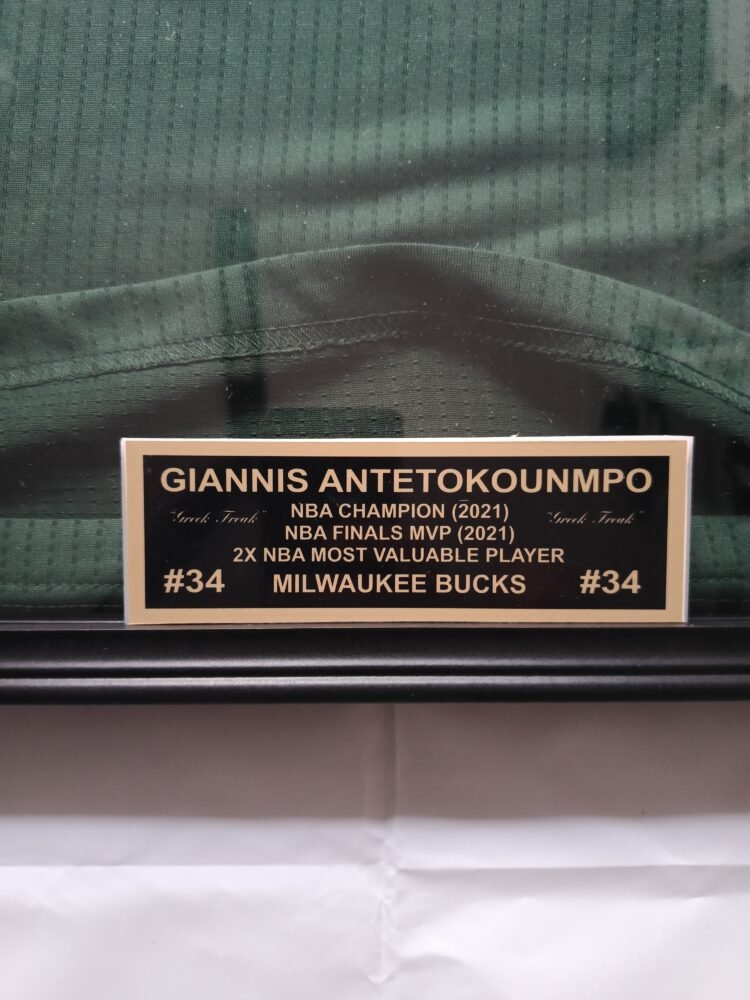 GIANNIS ANTETOKOUNMPO
"Greek Freak" NBA CHAMPION (2021) "Greek Freak"
NBA FINALS MVP (2021)
2X NBA MOST VALUABLE PLAYER
#34 MILWAUKEE BUCKS #34